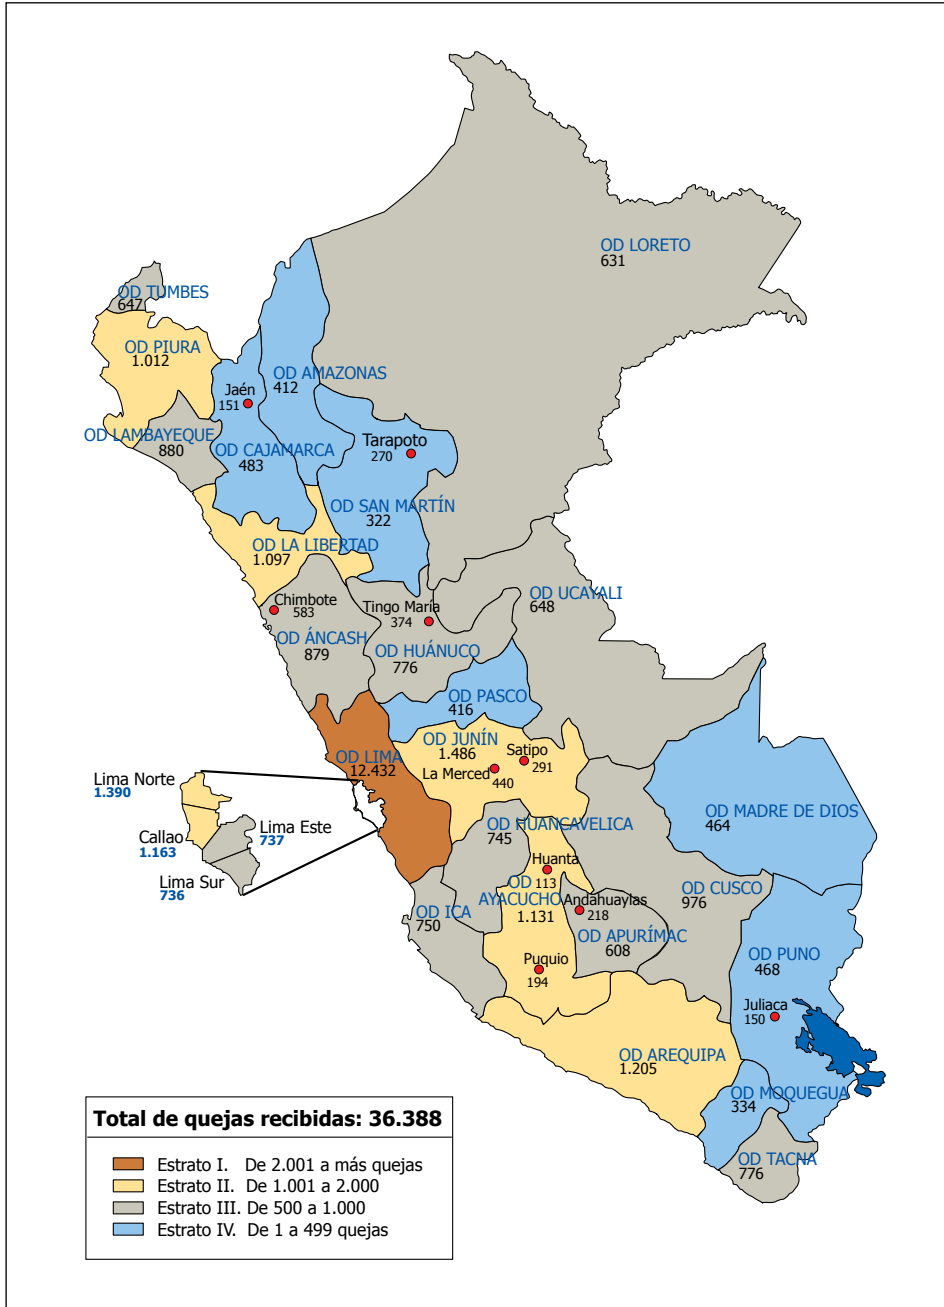 OD LORETO
631
OD TUMBES
647
OD PIURA
1.012
OD AMAZONAS
412
Jaén
151
OD LAMBAYEQUE
880
OD CAJAMARCA
483
Tarapoto
270
OD SAN MARTÍN
322
OD LA LIBERTAD
1.097
Chimbote
583
Tingo María
374
OD UCAYALI
648
OD ÁNCASH
879
OD HUÁNUCO
776
OD PASCO
416
OD JUNÍN
1.486
Satipo
291
La Merced
440
OD LIMA
12.432
Lima Norte
1.390
Callao
1.163
Lima Este
737
Lima Sur
736
OD MADRE DE DIOS
464
OD HUANCAVELICA
745
Huanta
113
OD
AYACUCHO
1.131
Andahuaylas
218
OD CUSCO
976
OD ICA
750
OD APURÍMAC
608
OD PUNO
468
Puquio
194
Juliaca
150
OD AREQUIPA
1.205
OD MOQUEGUA
334
OD TACNA
776
Total de quejas recibidas: 36.388
Estrato I. De 2.001 a más quejas
Estrato II. De 1.001 a 2.000
Estrato III. De 500 a 1.000
Estrato IV. De 1 a 499 quejas